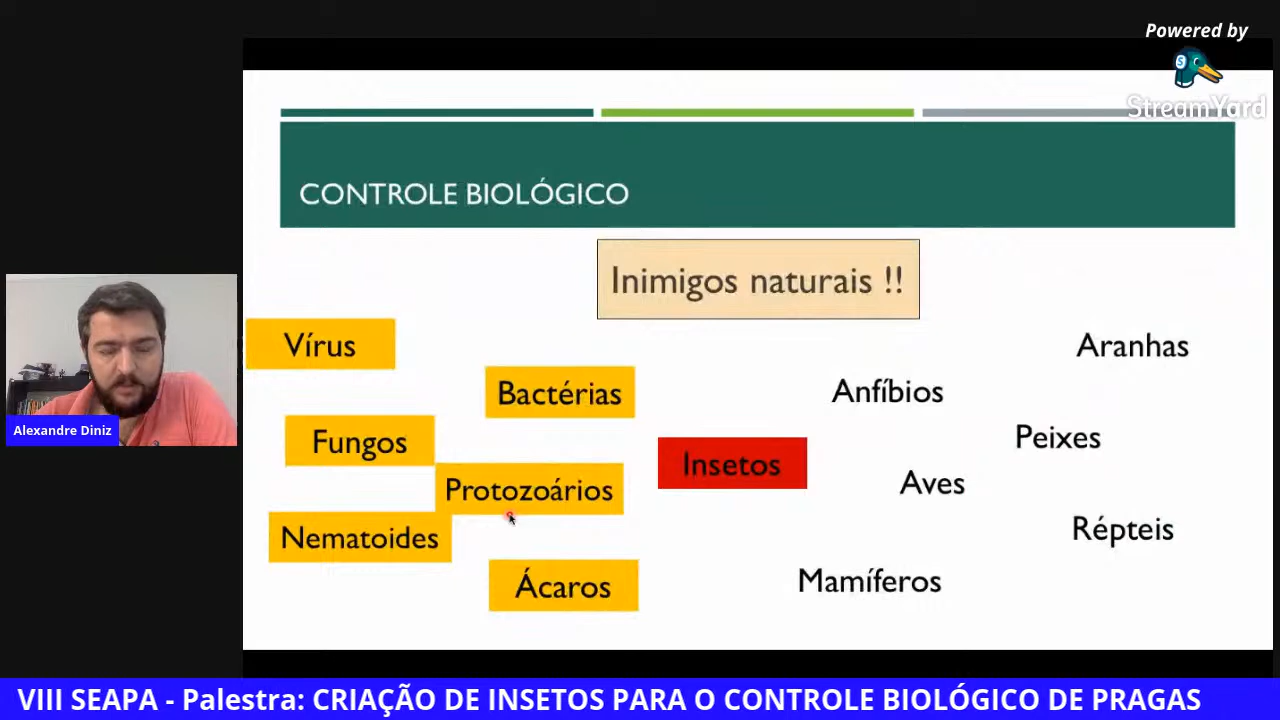 Powered by
StreamYard
CONTROLE BIOLÓGICO
Inimigos naturais !!
Vírus
Aranhas
Bactérias
Anfíbios
Fungos
Peixes
Insetos
Protozoários
Aves
Nematoides
Répteis
Ácaros
Mamíferos
Alexandre Diniz
VIII SEAPA - Palestra: CRIAÇÃO DE INSETOS PARA O CONTROLE BIOLÓGICO DE PRAGAS